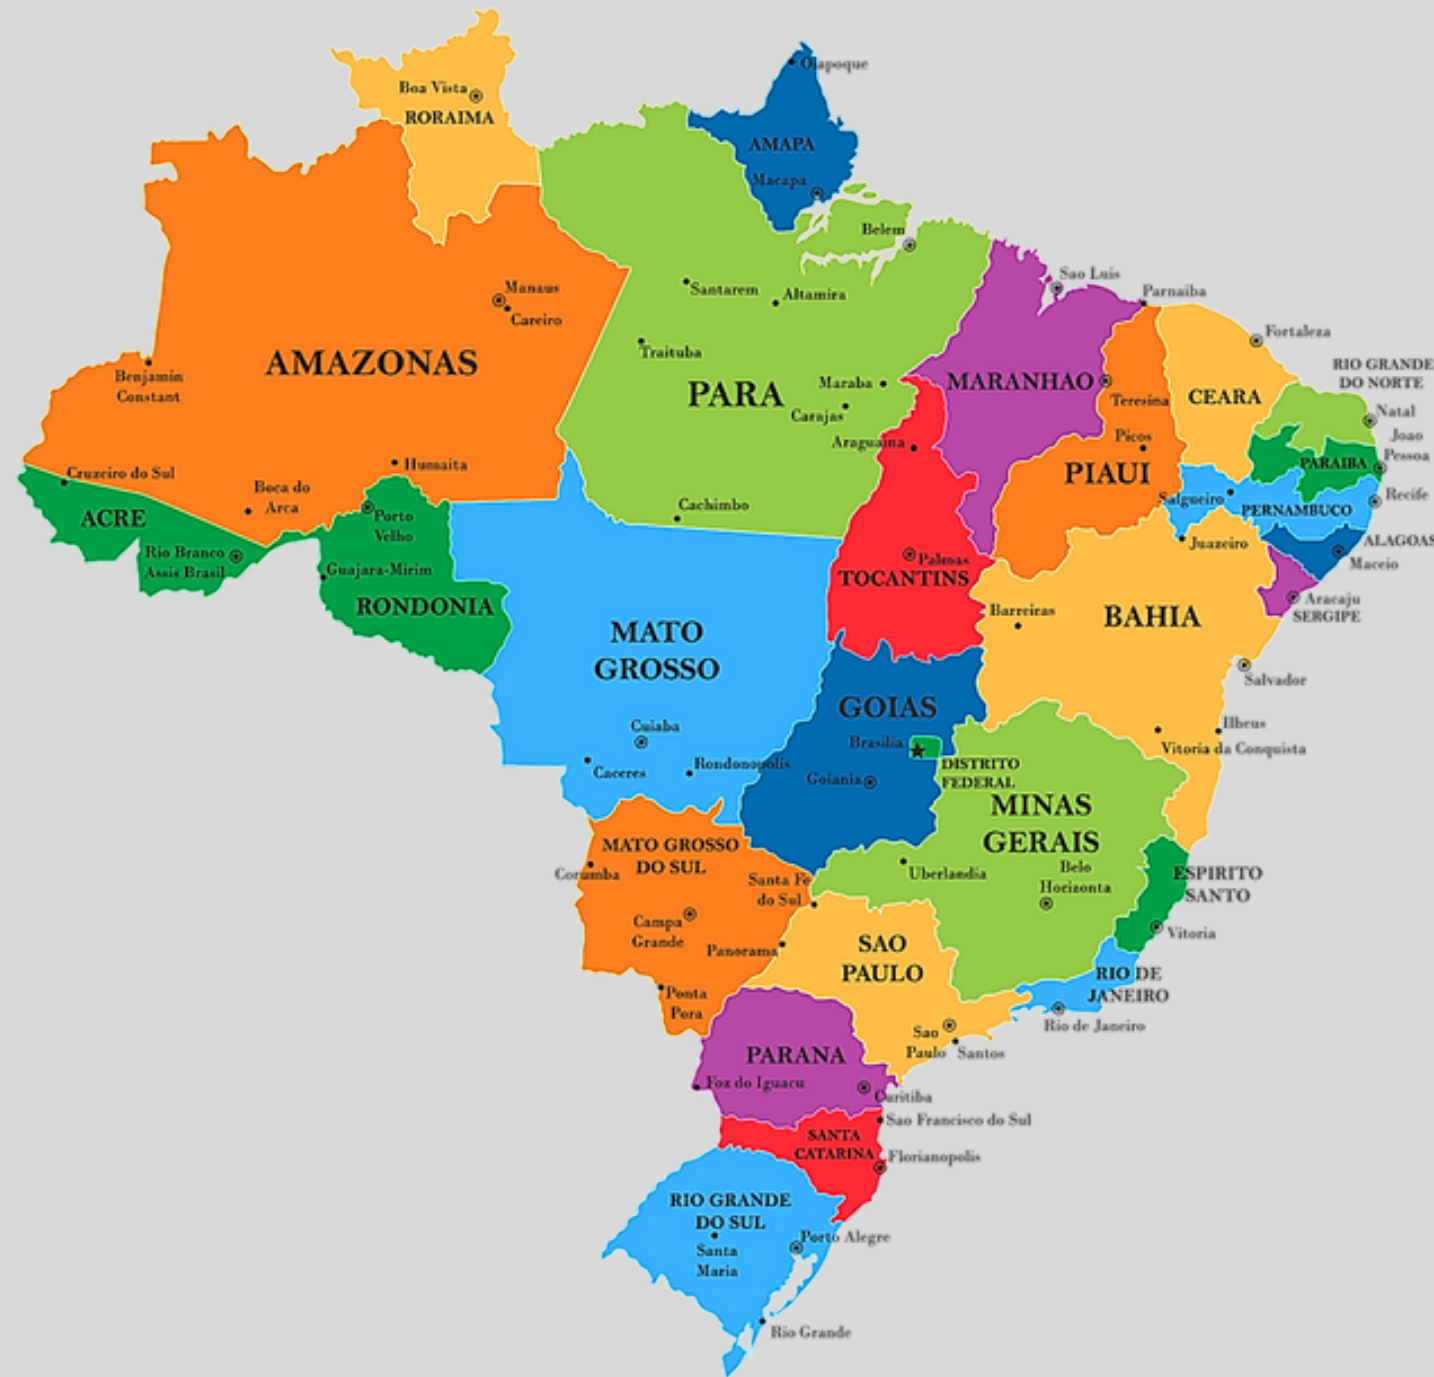 Oiapoque
Boa Vista
RORAIMA
AMAPA
Macapa
Belem
Sao Luis
Santarem
Altamira
Parnaiba
Manaus
Careiro
Fortaleza
Traituba
AMAZONAS
PARA
Benjamin
Constant
Maraba
Carajas
Araguaina
MARANHAO
Teresina
CEARA
RIO GRANDE
DO NORTE
Natal
Joao
Pessoa
Picos
PIAUI
PARAIBA
Cruzeiro do Sul
Humaita
Boca do
Arca
ACRE
Porto
Velho
Rio Branco
Assis Brasil
Guajara-Mirim
RONDONIA
Cachimbo
Salgueiro
PERNAMBUCO
Recife
Juazeiro
ALAGOAS
Maceio
Palmas
TOCANTINS
Aracaju
SERGIPE
Barreiras
BAHIA
MATO
GROSSO
Salvador
GOIAS
Ilheus
Vitoria da Conquista
Cuiaba
Caceres
Rondonopolis
Brasilia
DISTRITO
FEDERAL
Goiania
MINAS
GERAIS
MATO GROSSO
DO SUL
Corumba
Santa Fe
do Sul
Uberlandia
Belo
Horizonta
ESPIRITO
SANTO
Vitoria
Campa
Grande
Panorama
SAO
PAULO
RIO DE
JANEIRO
Rio de Janeiro
Ponta
Pora
Sao
Paulo
Santos
PARANA
Foz do Iguacu
Curitiba
Sao Francisco do Sul
SANTA
CATARINA
Florianopolis
RIO GRANDE
DO SUL
Santa
Maria
Porto Alegre
Rio Grande